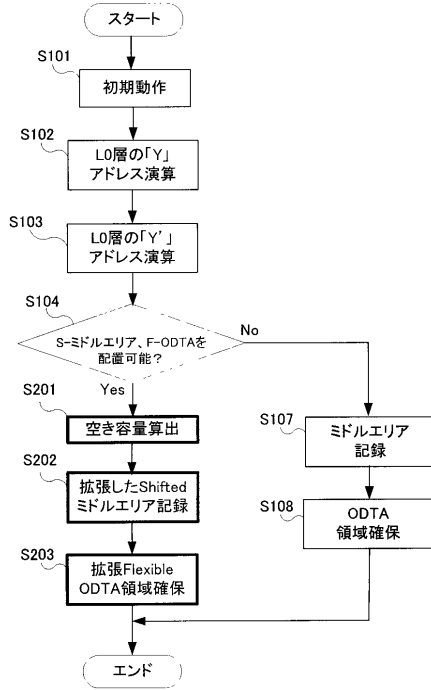 スタート
S101
初期動作
S102
L0層の「Y」
アドレス演算
S103
L0層の「Y'」
アドレス演算
S104
S-ミドルエリア、F-ODTAを
配置可能？
No
Yes
S201
空き容量算出
S107
ミドルエリア
記録
S202
拡張したShifted
ミドルエリア記録
S108
ODTA
領域確保
S203
拡張Flexible
ODTA領域確保
エンド